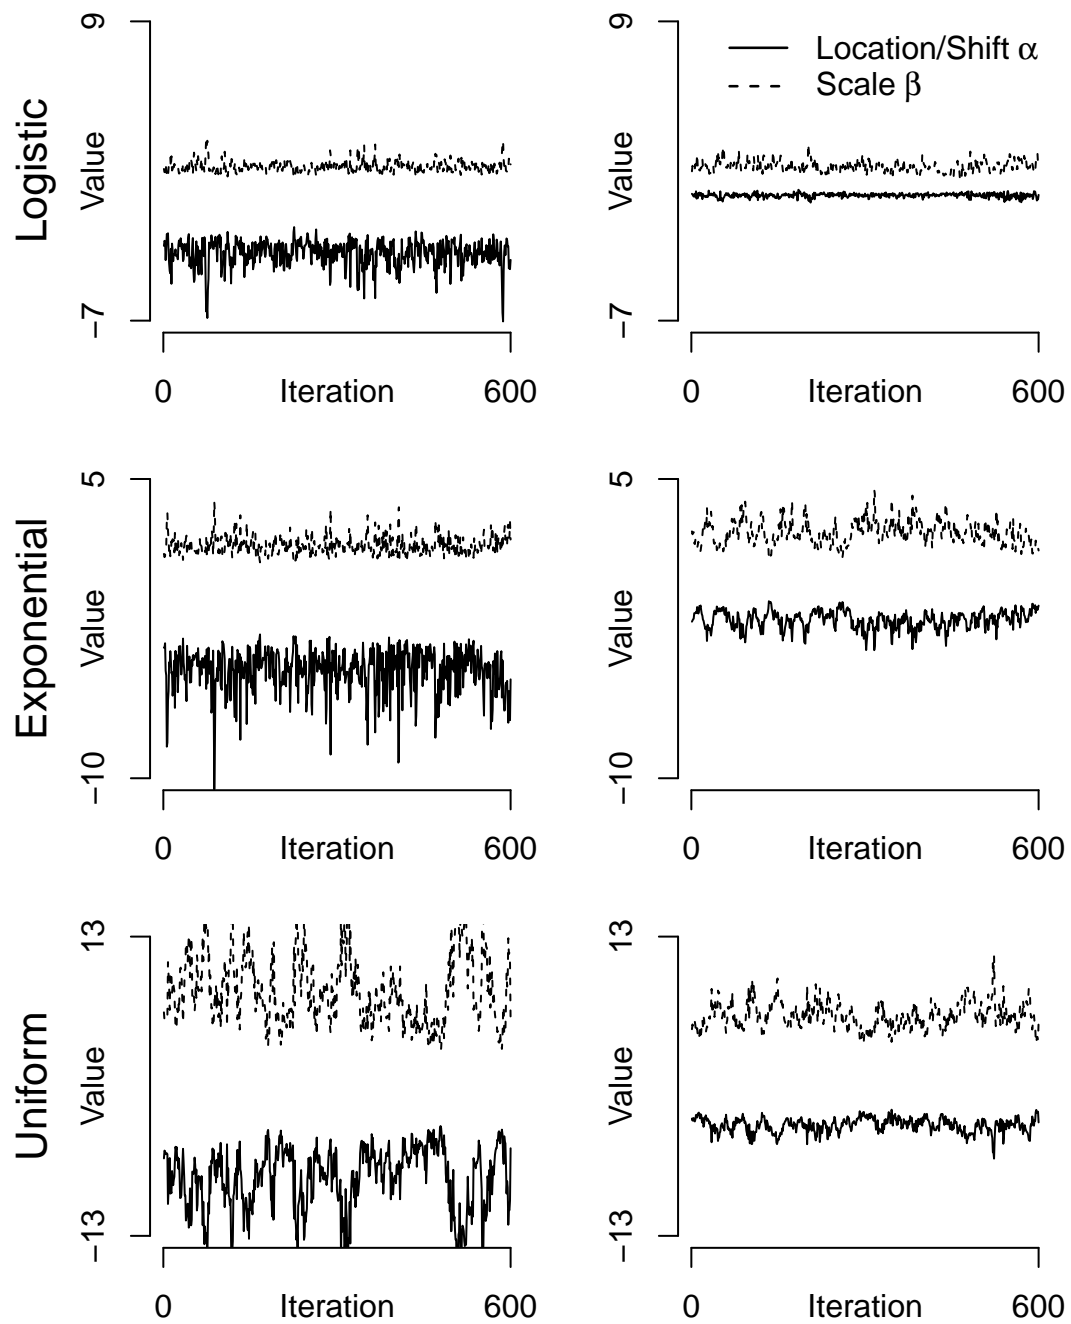 Logistic
Value
9
−7
0 Iteration 600
Value
9
−7
0 Iteration 600
Location/Shift α
Scale β
Exponential
Value
5
−10
0 Iteration 600
Value
5
−10
0 Iteration 600
Uniform
Value
13
−13
0 Iteration 600
Value
13
−13
0 Iteration 600